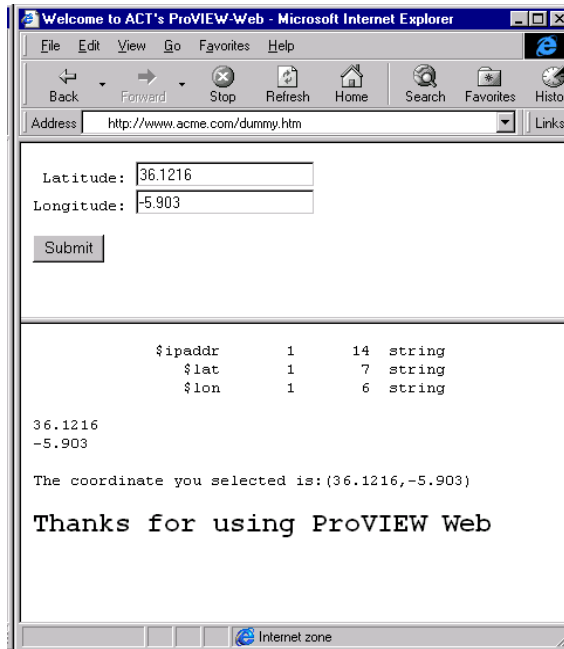 Welcome to ACT's ProVIEW-Web - Microsoft Internet Explorer
File Edit View Go Favorites Help
Back Forward Stop Refresh Home Search Favorites Histo
Address http://www.acme.com/dummy.htm Links
Latitude: 36.1216
Longitude: -5.903
Submit
$ipaddr 1 14 string
$lat 1 7 string
$lon 1 6 string
36.1216
-5.903
The coordinate you selected is:(36.1216,-5.903)
Thanks for using ProVIEW Web
Internet zone